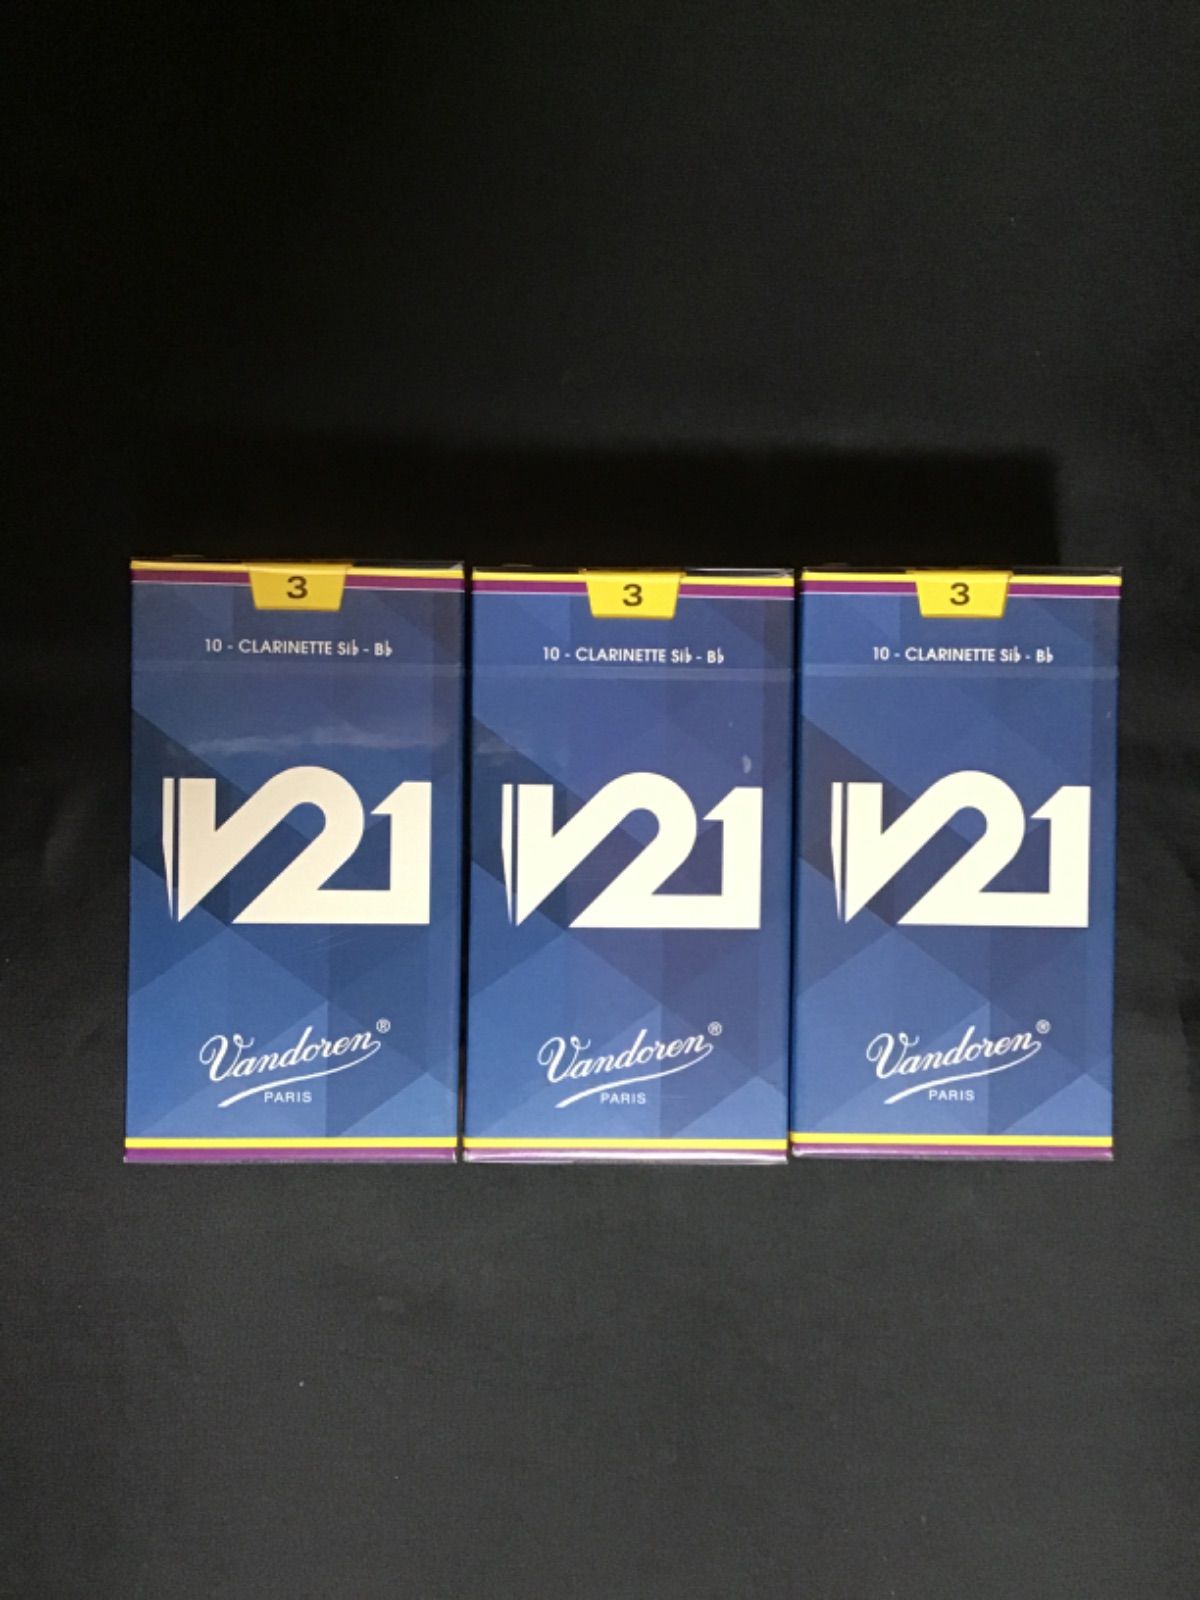 3
10 - CLARINETTE Si♭ - B♭
V21
Vandoren®
PARIS
3
10 - CLARINETTE Si♭ - B♭
V21
Vandoren®
PARIS
3
10 - CLARINETTE Si♭ - B♭
V21
Vandoren®
PARIS